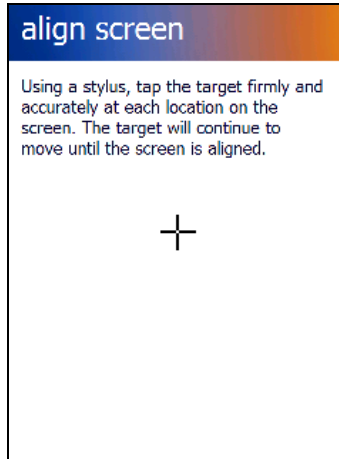 align screen
Using a stylus, tap the target firmly and
accurately at each location on the
screen. The target will continue to
move until the screen is aligned.